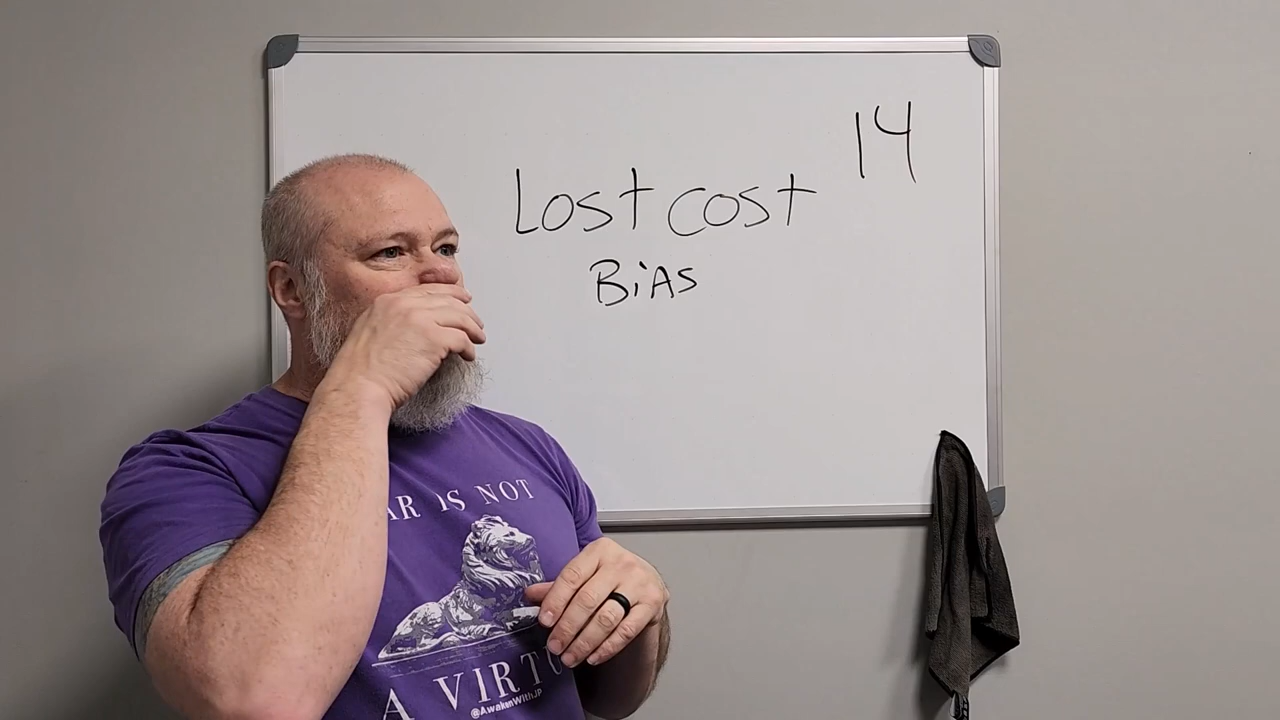 14
Lost cost
BiAs
AR IS NOT
A VIRTU
@AwakenWithJP